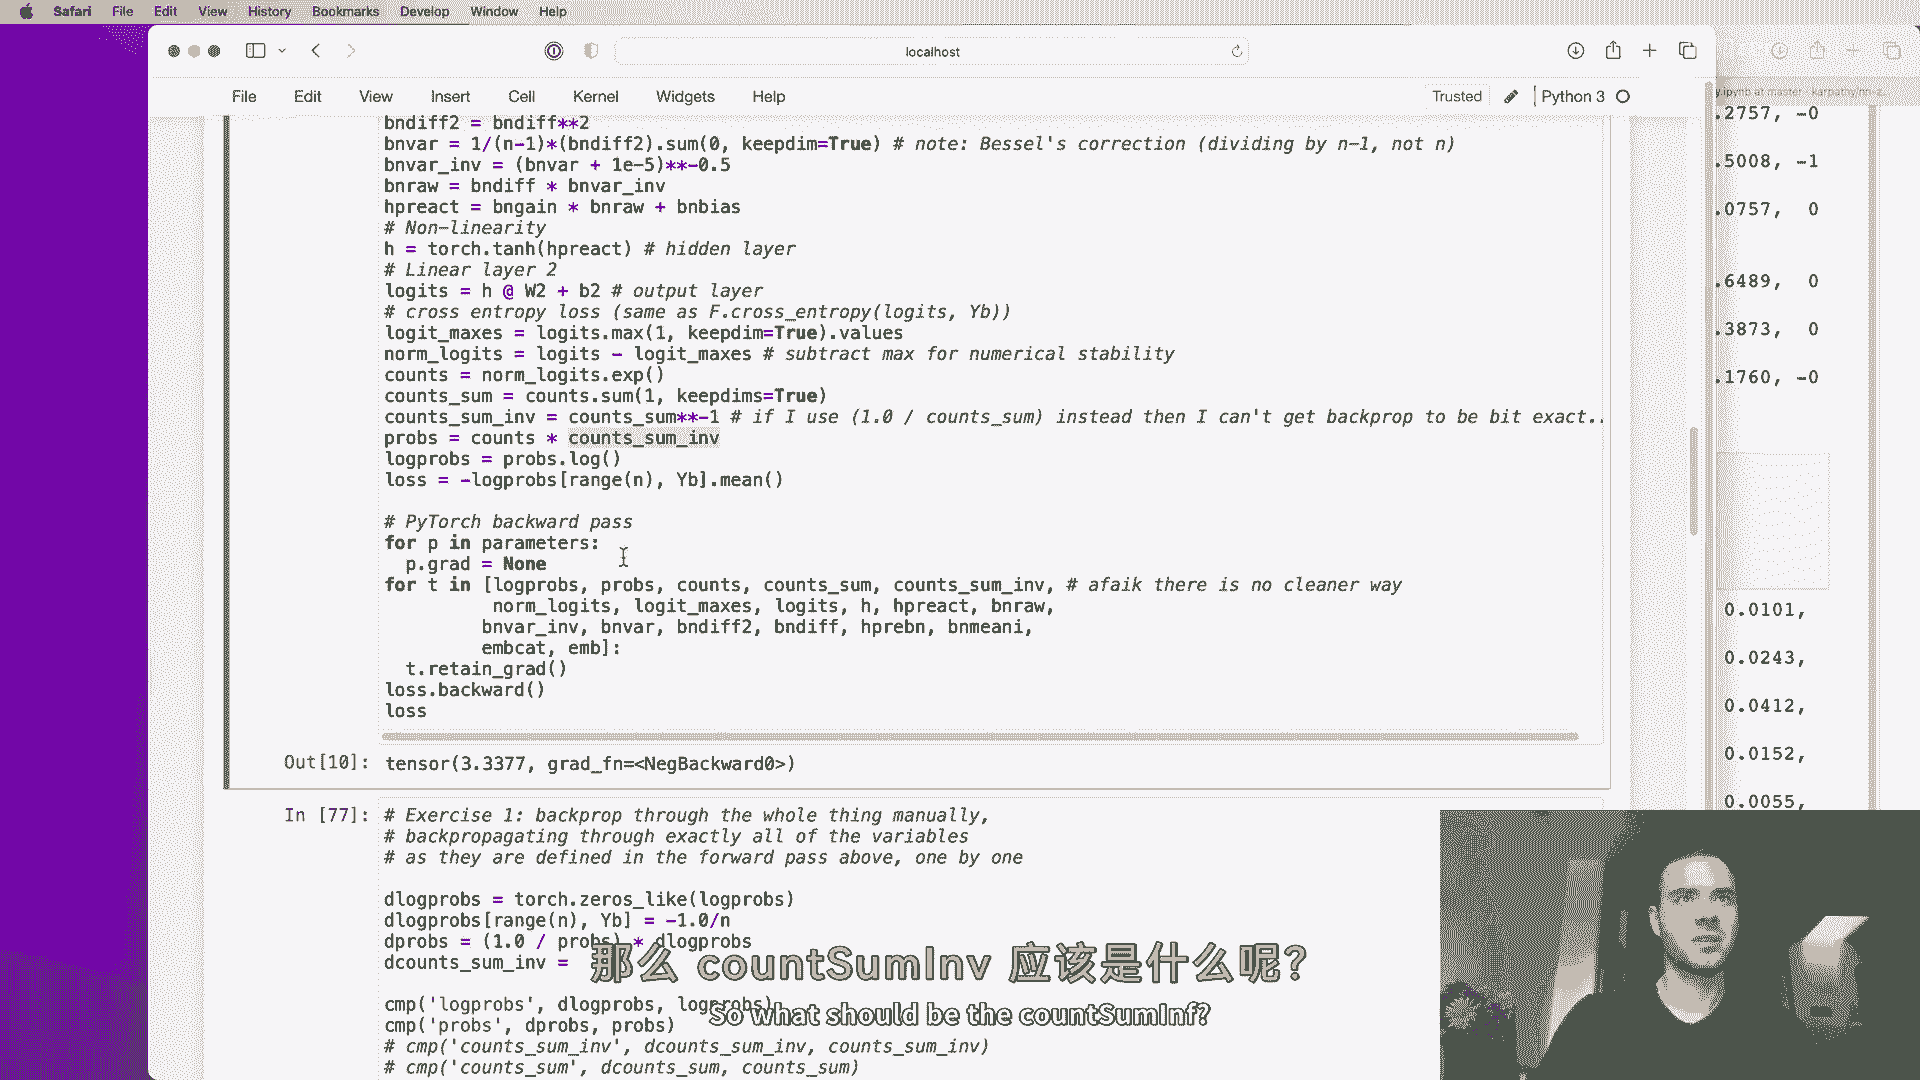 Safari File Edit View History Bookmarks Develop Window Help
localhost
File Edit View Insert Cell Kernel Widgets Help
Trusted Python 3
bndiff2 = bndiff**2
bnvar = 1/(n-1)*(bndiff2).sum(0, keepdim=True) # note: Bessel's correction (dividing by n-1, not n)
bnvar_inv = (bnvar + 1e-5)**-0.5
bnraw = bndiff * bnvar_inv
hpreact = bngain * bnraw + bnbias
# Non-linearity
h = torch.tanh(hpreact) # hidden layer
# Linear layer 2
logits = h @ W2 + b2 # output layer
# cross entropy loss (same as F.cross_entropy(logits, Yb))
logit_maxes = logits.max(1, keepdim=True).values
norm_logits = logits - logit_maxes # subtract max for numerical stability
counts = norm_logits.exp()
counts_sum = counts.sum(1, keepdims=True)
counts_sum_inv = counts_sum**-1 # if I use (1.0 / counts_sum) instead then I can't get backprop to be bit exact..
probs = counts * counts_sum_inv
logprobs = probs.log()
loss = -logprobs[range(n), Yb].mean()
# PyTorch backward pass
for p in parameters:
p.grad = None
for t in [logprobs, probs, counts, counts_sum, counts_sum_inv, # afaik there is no cleaner way
norm_logits, logit_maxes, logits, h, hpreact, bnraw,
bnvar_inv, bnvar, bndiff2, bndiff, hprebn, bnmeani,
embcat, emb]:
t.retain_grad()
loss.backward()
loss
Out[10]: tensor(3.3377, grad_fn=<NegBackward0>)
In [77]: # Exercise 1: backprop through the whole thing manually,
# backpropagating through exactly all of the variables
# as they are defined in the forward pass above, one by one
dlogprobs = torch.zeros_like(logprobs)
dlogprobs[range(n), Yb] = -1.0/n
dprobs = (1.0 / probs) * dlogprobs
dcounts_sum_inv =
cmp('logprobs', dlogprobs, logprobs)
cmp('probs', dprobs, probs)
# cmp('counts_sum_inv', dcounts_sum_inv, counts_sum_inv)
# cmp('counts_sum', dcounts_sum, counts_sum)
那么 countSumInv 应该是什么呢?
So what should be the countSumInf?
y.ipynb at master · karpathy/nn-z...
.2757, -0
.5008, -1
.0757, 0
.6489, 0
.3873, 0
.1760, -0
0.0101,
0.0243,
0.0412,
0.0152,
0.0055,